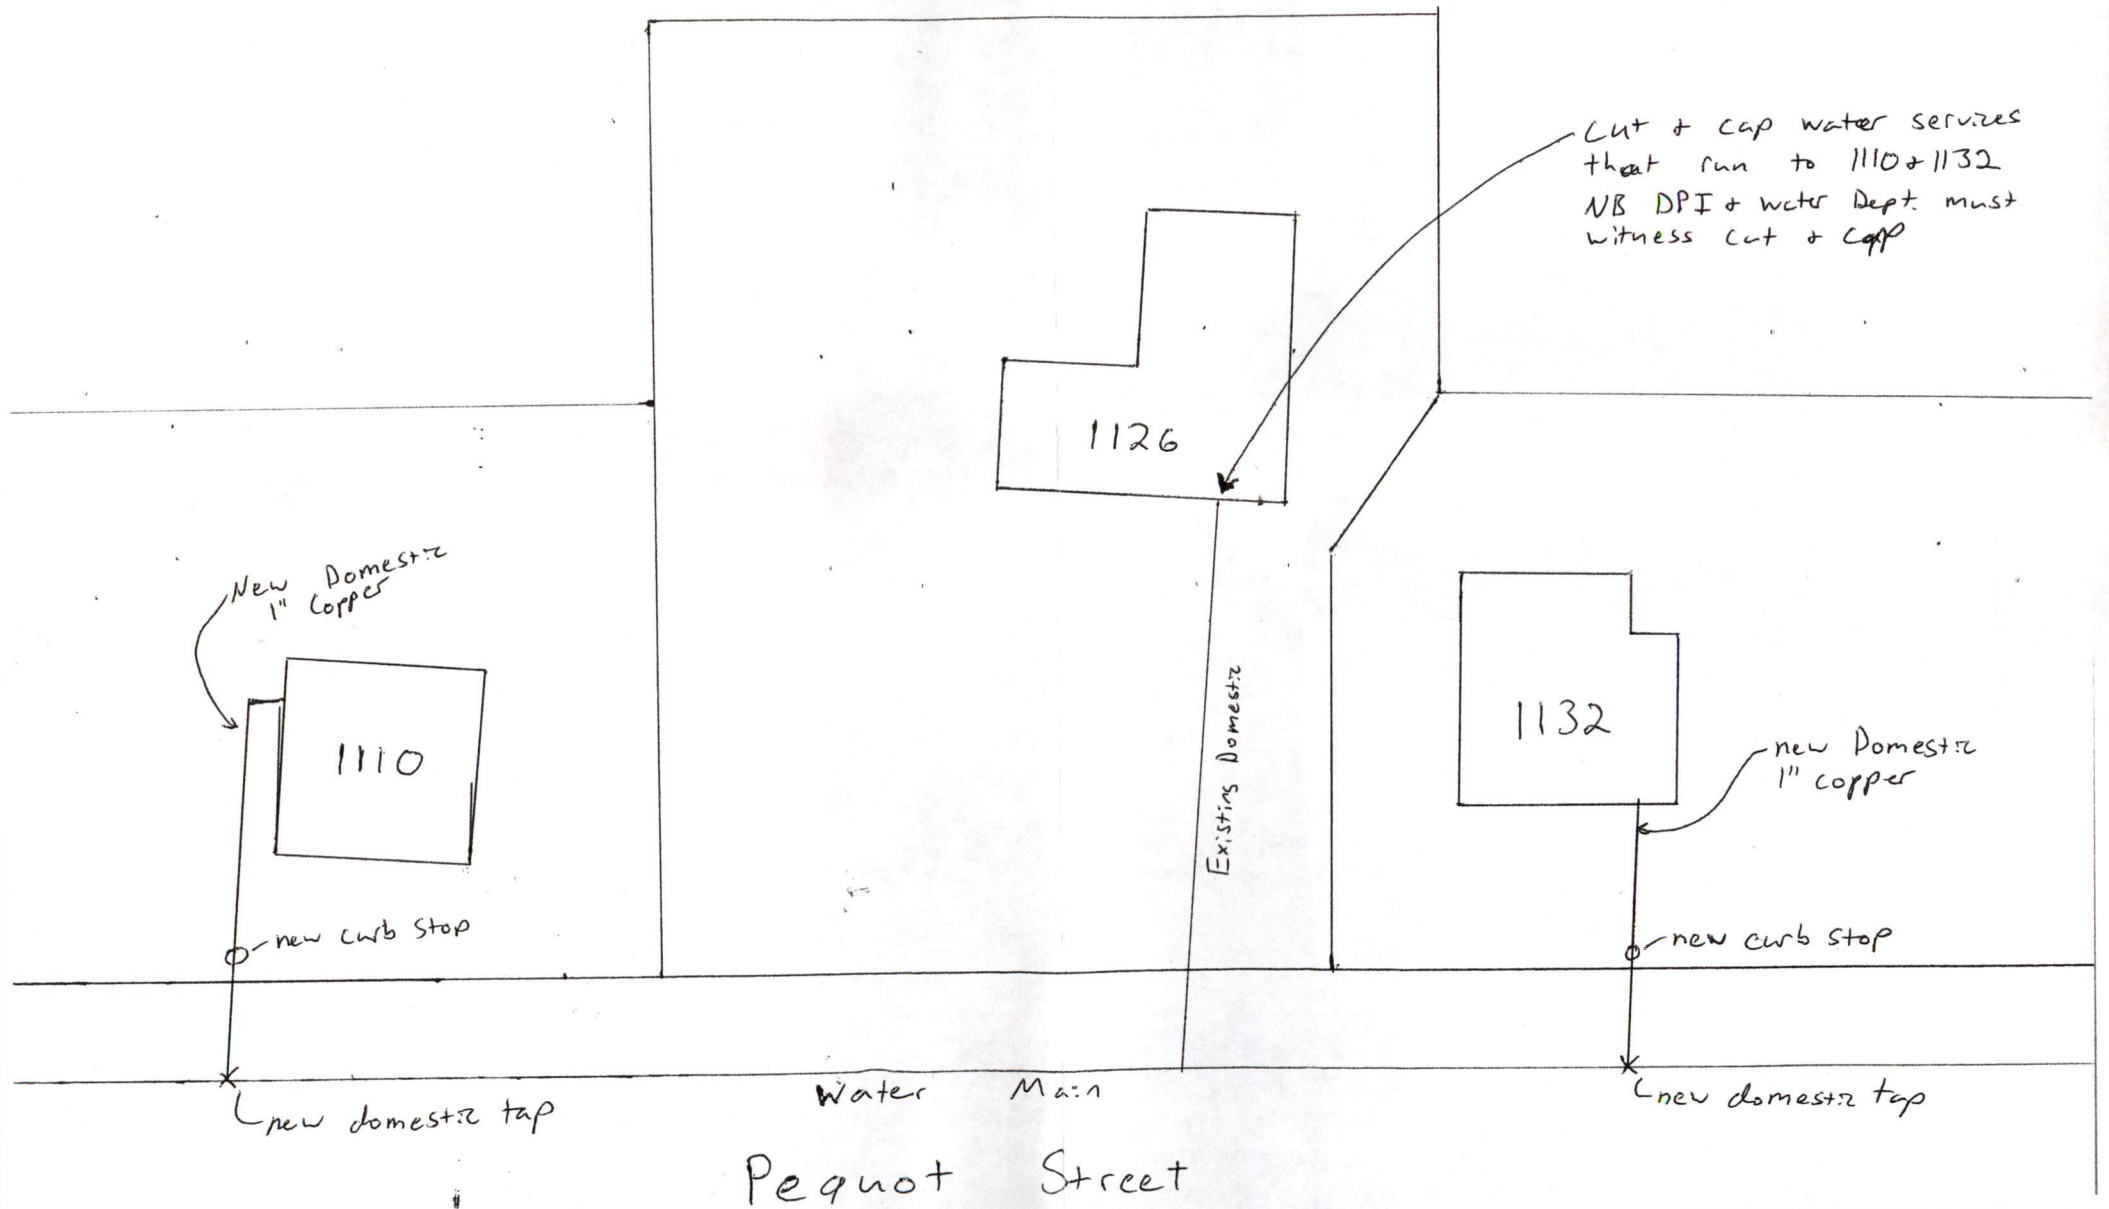 Cut & cap water services
that run to 1110 & 1132
NB DPI & water Dept. must
witness cut & cap
1126
New Domestic
1" Copper
1110
Existing Domestic
1132
new Domestic
1" copper
new curb stop
new curb stop
new domestic tap
Water Main
new domestic tap
Pequot Street